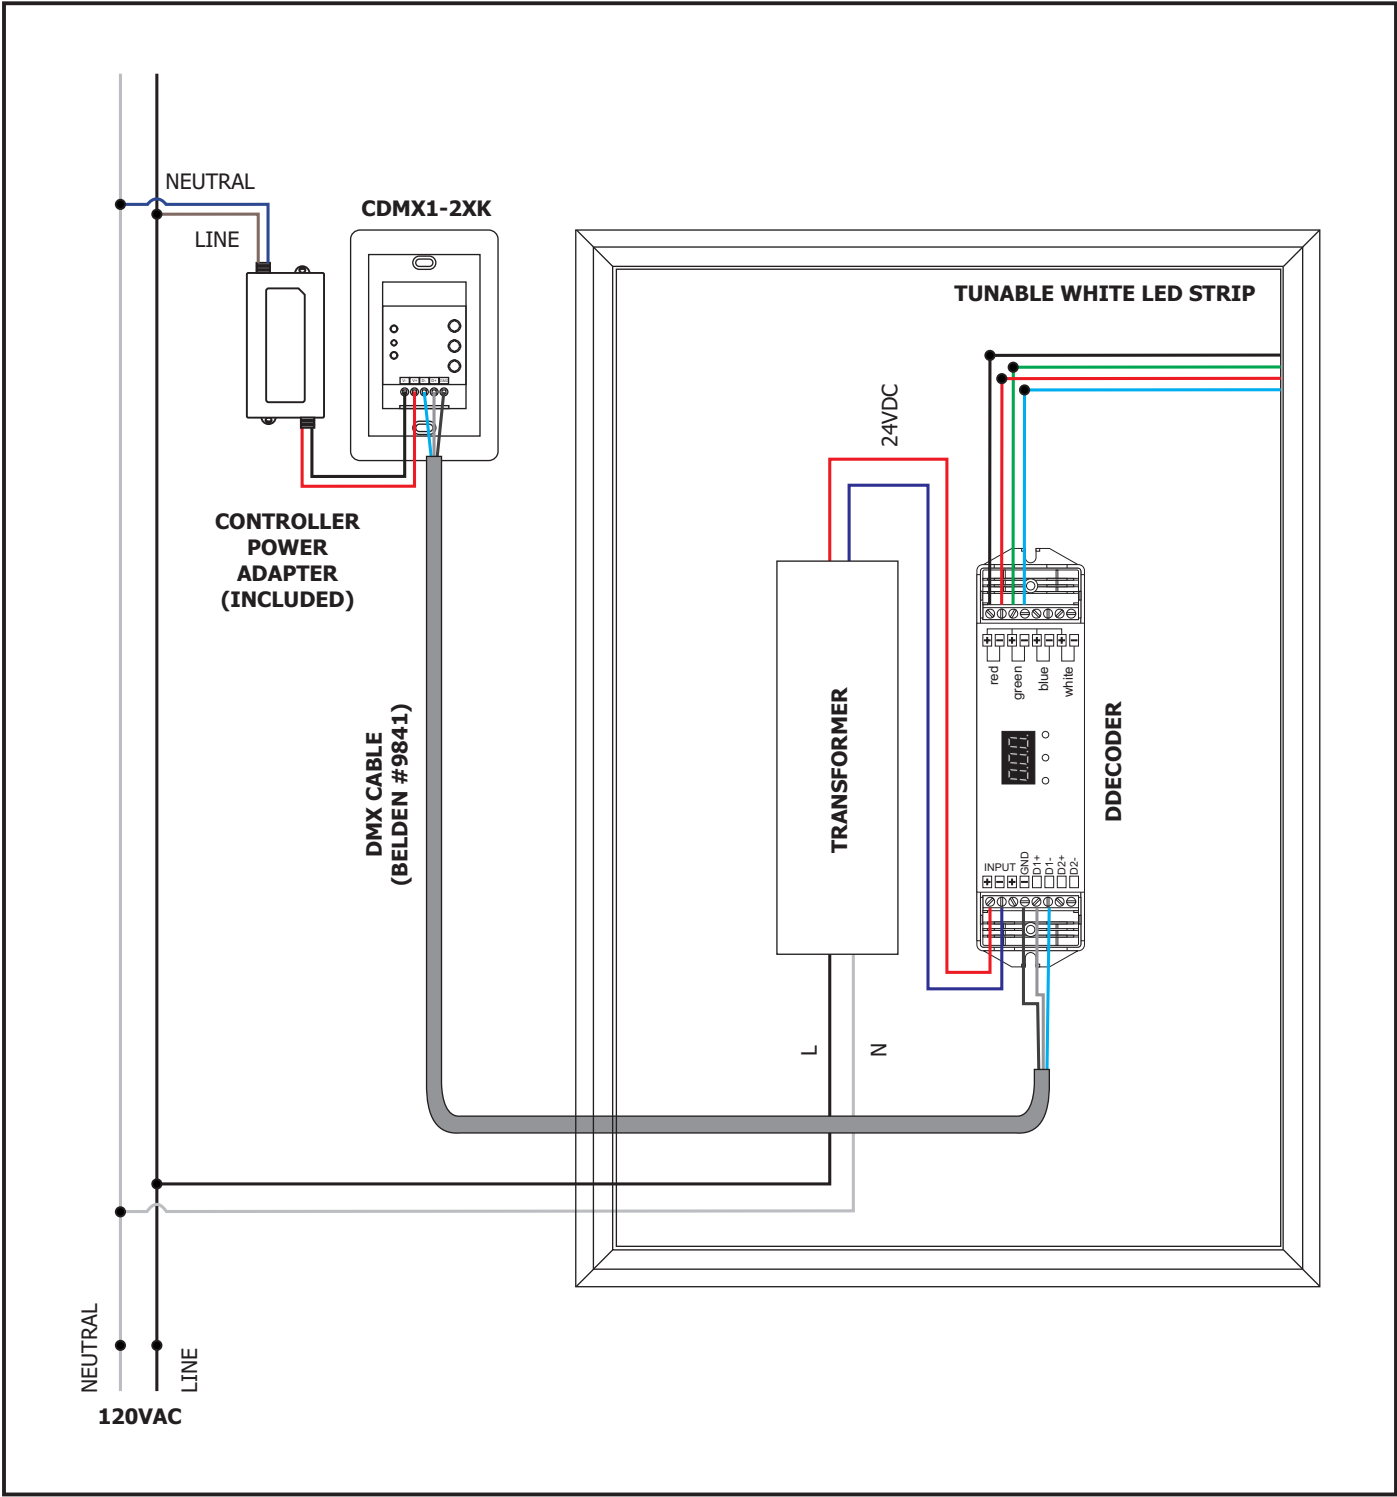 NEUTRAL
LINE
CDMX1-2XK
CONTROLLER
POWER
ADAPTER
(INCLUDED)
TUNABLE WHITE LED STRIP
24VDC
TRANSFORMER
L
N
DMX CABLE
(BELDEN #9841)
red
green
blue
white
DDECODER
INPUT
GND
D1+
D1-
D2+
D2-
NEUTRAL
LINE
120VAC